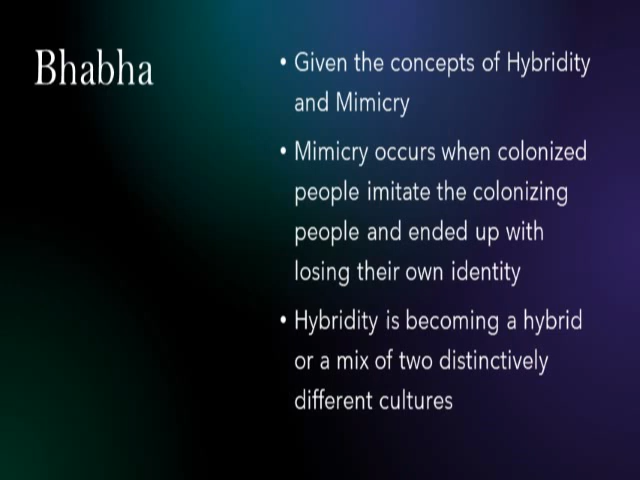 Bhabha
• Given the concepts of Hybridity
and Mimicry
• Mimicry occurs when colonized
people imitate the colonizing
people and ended up with
losing their own identity
• Hybridity is becoming a hybrid
or a mix of two distinctively
different cultures